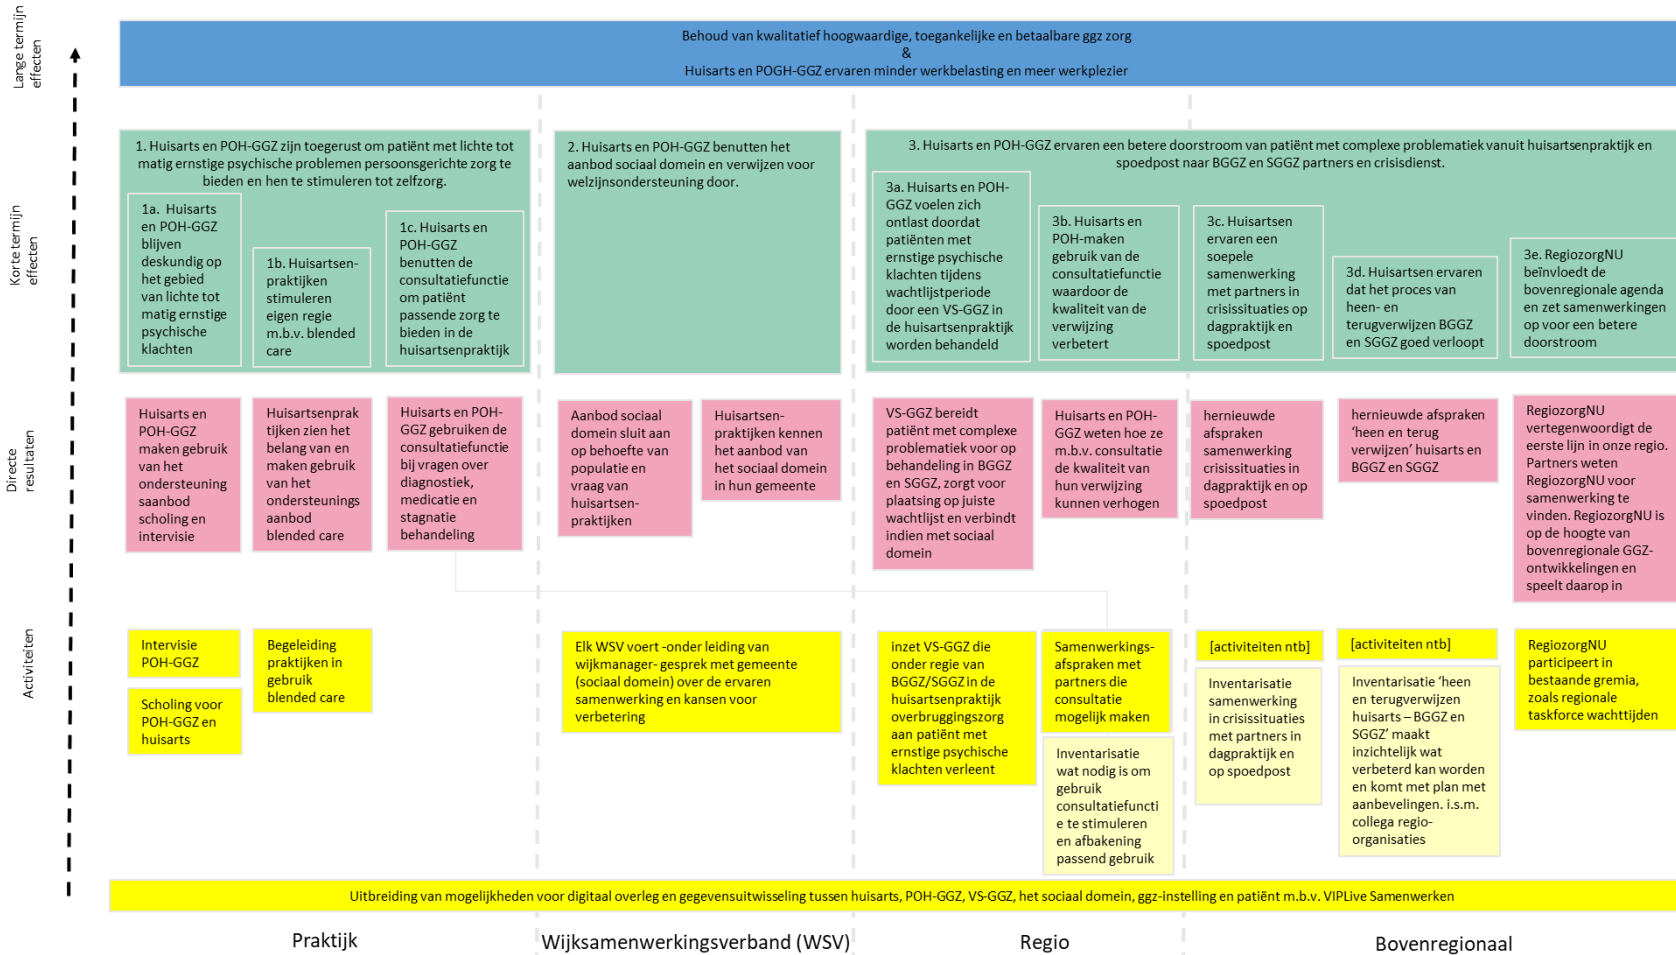 Lange termijn
effecten
Behoud van kwalitatief hoogwaardige, toegankelijke en betaalbare ggz zorg
&
Huisarts en POGH-GGZ ervaren minder werkbelasting en meer werkplezier
Korte termijn
effecten
1. Huisarts en POH-GGZ zijn toegerust om patiënt met lichte tot
matig ernstige psychische problemen persoonsgerichte zorg te
bieden en hen te stimuleren tot zelfzorg.
1a. Huisarts
en POH-GGZ
blijven
deskundig op
het gebied
van lichte tot
matig ernstige
psychische
klachten
1b. Huisartsen-
praktijken
stimuleren
eigen regie
m.b.v. blended
care
1c. Huisarts en
POH-GGZ
benutten de
consultatiefunctie
om patiënt
passende zorg te
bieden in de
huisartsenpraktijk
2. Huisarts en POH-GGZ benutten het
aanbod sociaal domein en verwijzen voor
welzijnsondersteuning door.
3. Huisarts en POH-GGZ ervaren een betere doorstroom van patiënt met complexe problematiek vanuit huisartsenpraktijk en
spoedpost naar BGGZ en SGGZ partners en crisisdienst.
3a. Huisarts en POH-
GGZ voelen zich
ontlast doordat
patiënten met
ernstige psychische
klachten tijdens
wachtlijstperiode
door een VS-GGZ in
de huisartsenpraktijk
worden behandeld
3b. Huisarts en
POH-maken
gebruik van de
consultatiefunctie
waardoor de
kwaliteit van de
verwijzing
verbetert
3c. Huisartsen
ervaren een
soepele
samenwerking
met partners in
crisissituaties op
dagpraktijk en
spoedpost
3d. Huisartsen ervaren
dat het proces van
heen- en
terugverwijzen BGGZ
en SGGZ goed verloopt
3e. RegiozorgNU
beïnvloedt de
bovenregionale agenda
en zet samenwerkingen
op voor een betere
doorstroom
Directe
resultaten
Huisarts en
POH-GGZ
maken gebruik
van het
ondersteuning
saanbod
scholing en
intervisie
Huisartsenprak
tijken zien het
belang van en
maken gebruik
van het
ondersteunings
aanbod
blended care
Huisarts en POH-
GGZ gebruiken de
consultatiefunctie
bij vragen over
diagnostiek,
medicatie en
stagnatie
behandeling
Aanbod sociaal
domein sluit aan
op behoefte van
populatie en
vraag van
huisartsen-
praktijken
Huisartsen-
praktijken kennen
het aanbod van
het sociaal domein
in hun gemeente
VS-GGZ bereidt
patiënt met complexe
problematiek voor op
behandeling in BGGZ
en SGGZ, zorgt voor
plaatsing op juiste
wachtlijst en verbindt
indien met sociaal
domein
Huisarts en POH-
GGZ weten hoe ze
m.b.v. consultatie
de kwaliteit van
hun verwijzing
kunnen verhogen
hernieuwde
afspraken
samenwerking
crisissituaties in
dagpraktijk en op
spoedpost
hernieuwde afspraken
‘heen en terug
verwijzen’ huisarts en
BGGZ en SGGZ
RegiozorgNU
vertegenwoordigt de
eerste lijn in onze regio.
Partners weten
RegiozorgNU voor
samenwerking te
vinden. RegiozorgNU is
op de hoogte van
bovenregionale GGZ-
ontwikkelingen en
speelt daarop in
Activiteiten
Intervisie
POH-GGZ
Scholing voor
POH-GGZ en
huisarts
Begeleiding
praktijken in
gebruik
blended care
Elk WSV voert -onder leiding van
wijkmanager- gesprek met gemeente
(sociaal domein) over de ervaren
samenwerking en kansen voor
verbetering
inzet VS-GGZ die
onder regie van
BGGZ/SGGZ in de
huisartsenpraktijk
overbruggingszorg
aan patiënt met
ernstige psychische
klachten verleent
Samenwerkings-
afspraken met
partners die
consultatie
mogelijk maken
Inventarisatie
wat nodig is om
gebruik
consultatiefuncti
e te stimuleren
en afbakening
passend gebruik
[activiteiten ntb]
Inventarisatie
samenwerking
in crisissituaties
met partners in
dagpraktijk en
op spoedpost
[activiteiten ntb]
Inventarisatie ‘heen
en terugverwijzen
huisarts – BGGZ en
SGGZ’ maakt
inzichtelijk wat
verbeterd kan worden
en komt met plan met
aanbevelingen. i.s.m.
collega regio-
organisaties
RegiozorgNU
participeert in
bestaande gremia,
zoals regionale
taskforce wachttijden
Uitbreiding van mogelijkheden voor digitaal overleg en gegevensuitwisseling tussen huisarts, POH-GGZ, VS-GGZ, het sociaal domein, ggz-instelling en patiënt m.b.v. VIPLive Samenwerken
Praktijk
Wijksamenwerkingsverband (WSV)
Regio
Bovenregionaal